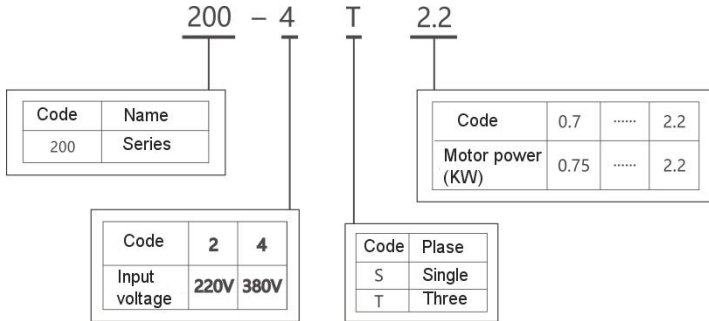 200 – 4 T 2.2
Code Name
200 Series
Code 0.7 ······ 2.2
Motor power (KW) 0.75 ······ 2.2
Code 2 4
Input voltage 220V 380V
Code Plase
S Single
T Three